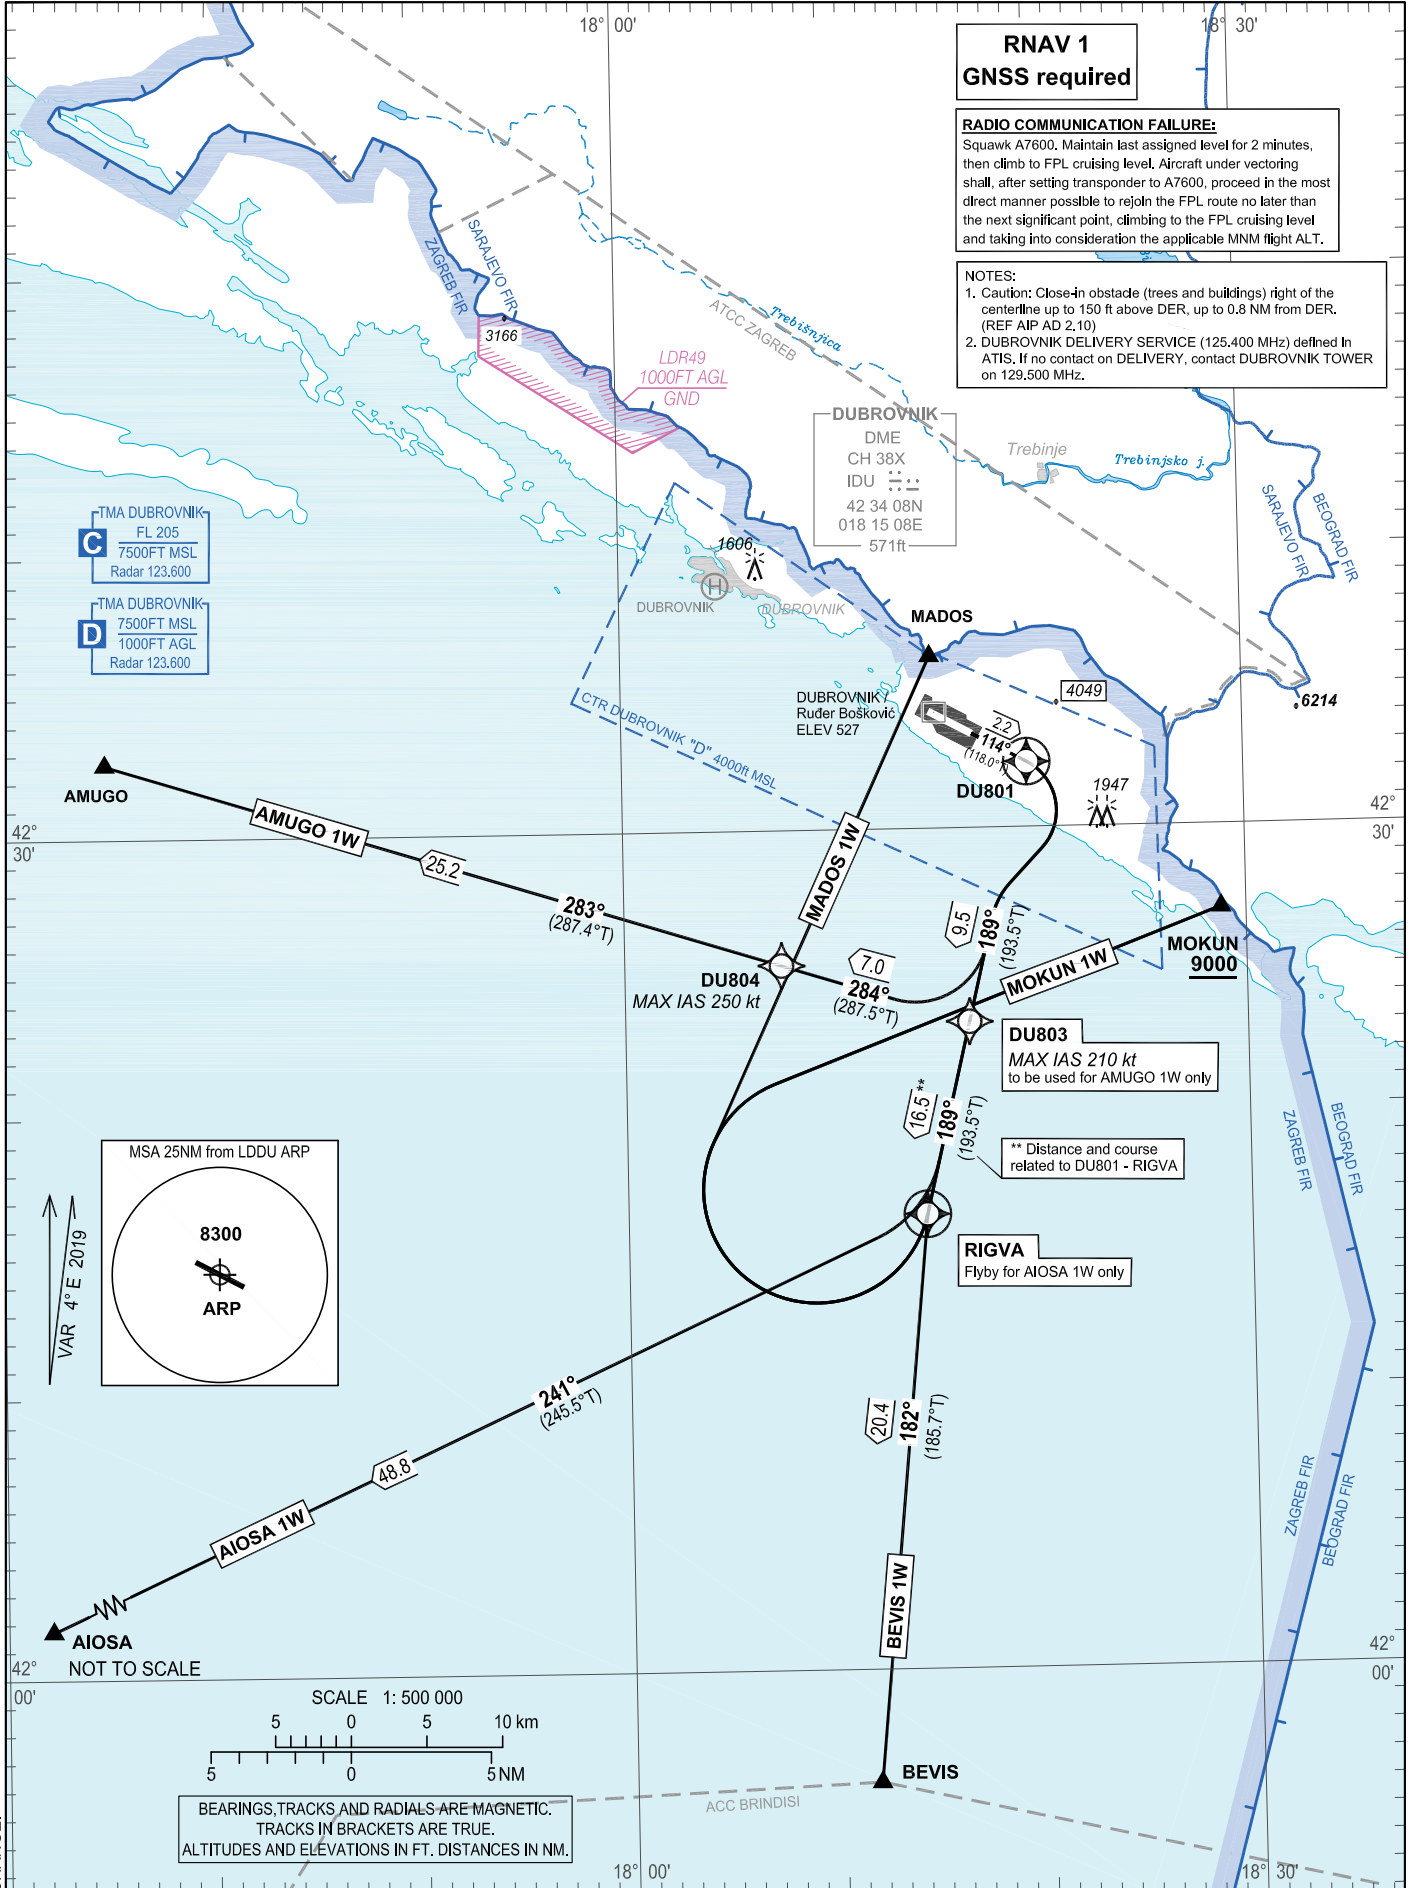 18° 00'
18° 30'
RNAV 1
GNSS required
RADIO COMMUNICATION FAILURE:
Squawk A7600. Maintain last assigned level for 2 minutes,
then climb to FPL cruising level. Aircraft under vectoring
shall, after setting transponder to A7600, proceed in the most
direct manner possible to rejoin the FPL route no later than
the next significant point, climbing to the FPL cruising level
and taking into consideration the applicable MNM flight ALT.
NOTES:
1. Caution: Close-in obstacle (trees and buildings) right of the
centerline up to 150 ft above DER, up to 0.8 NM from DER.
(REF AIP AD 2.10)
2. DUBROVNIK DELIVERY SERVICE (125.400 MHz) defined in
ATIS. If no contact on DELIVERY, contact DUBROVNIK TOWER
on 129.500 MHz.
ZAGREB FIR
SARAJEVO FIR
3166
LDR49
1000FT AGL
GND
ATCC ZAGREB
Trebišnjica
DUBROVNIK
DME
CH 38X
IDU
42 34 08N
018 15 08E
571ft
Trebinje
Trebinjsko j.
SARAJEVO FIR
BEOGRAD FIR
TMA DUBROVNIK
C
FL 205
7500FT MSL
Radar 123.600
TMA DUBROVNIK
D
7500FT MSL
1000FT AGL
Radar 123.600
1606
H
DUBROVNIK
DUBROVNIK
MADOS
4049
6214
DUBROVNIK /
Ruđer Bošković
ELEV 527
CTR DUBROVNIK "D" 4000ft MSL
2.2
114°
(118.0°T)
DU801
1947
AMUGO
AMUGO 1W
25.2
283°
(287.4°T)
MADOS 1W
42°
30'
42°
30'
9.5
189°
(193.5°T)
MOKUN 1W
MOKUN
9000
DU804
MAX IAS 250 kt
7.0
284°
(287.5°T)
DU803
MAX IAS 210 kt
to be used for AMUGO 1W only
16.5 **
189°
(193.5°T)
** Distance and course
related to DU801 - RIGVA
ZAGREB FIR
BEOGRAD FIR
MSA 25NM from LDDU ARP
8300
ARP
VAR 4° E 2019
RIGVA
Flyby for AIOSA 1W only
241°
(245.5°T)
48.8
AIOSA 1W
20.4
182°
(185.7°T)
BEVIS 1W
ZAGREB FIR
BEOGRAD FIR
AIOSA
NOT TO SCALE
42°
00'
42°
00'
SCALE 1: 500 000
5 0 5 10 km
5 0 5 NM
BEVIS
ACC BRINDISI
BEARINGS,TRACKS AND RADIALS ARE MAGNETIC.
TRACKS IN BRACKETS ARE TRUE.
ALTITUDES AND ELEVATIONS IN FT. DISTANCES IN NM.
18° 00'
18° 30'